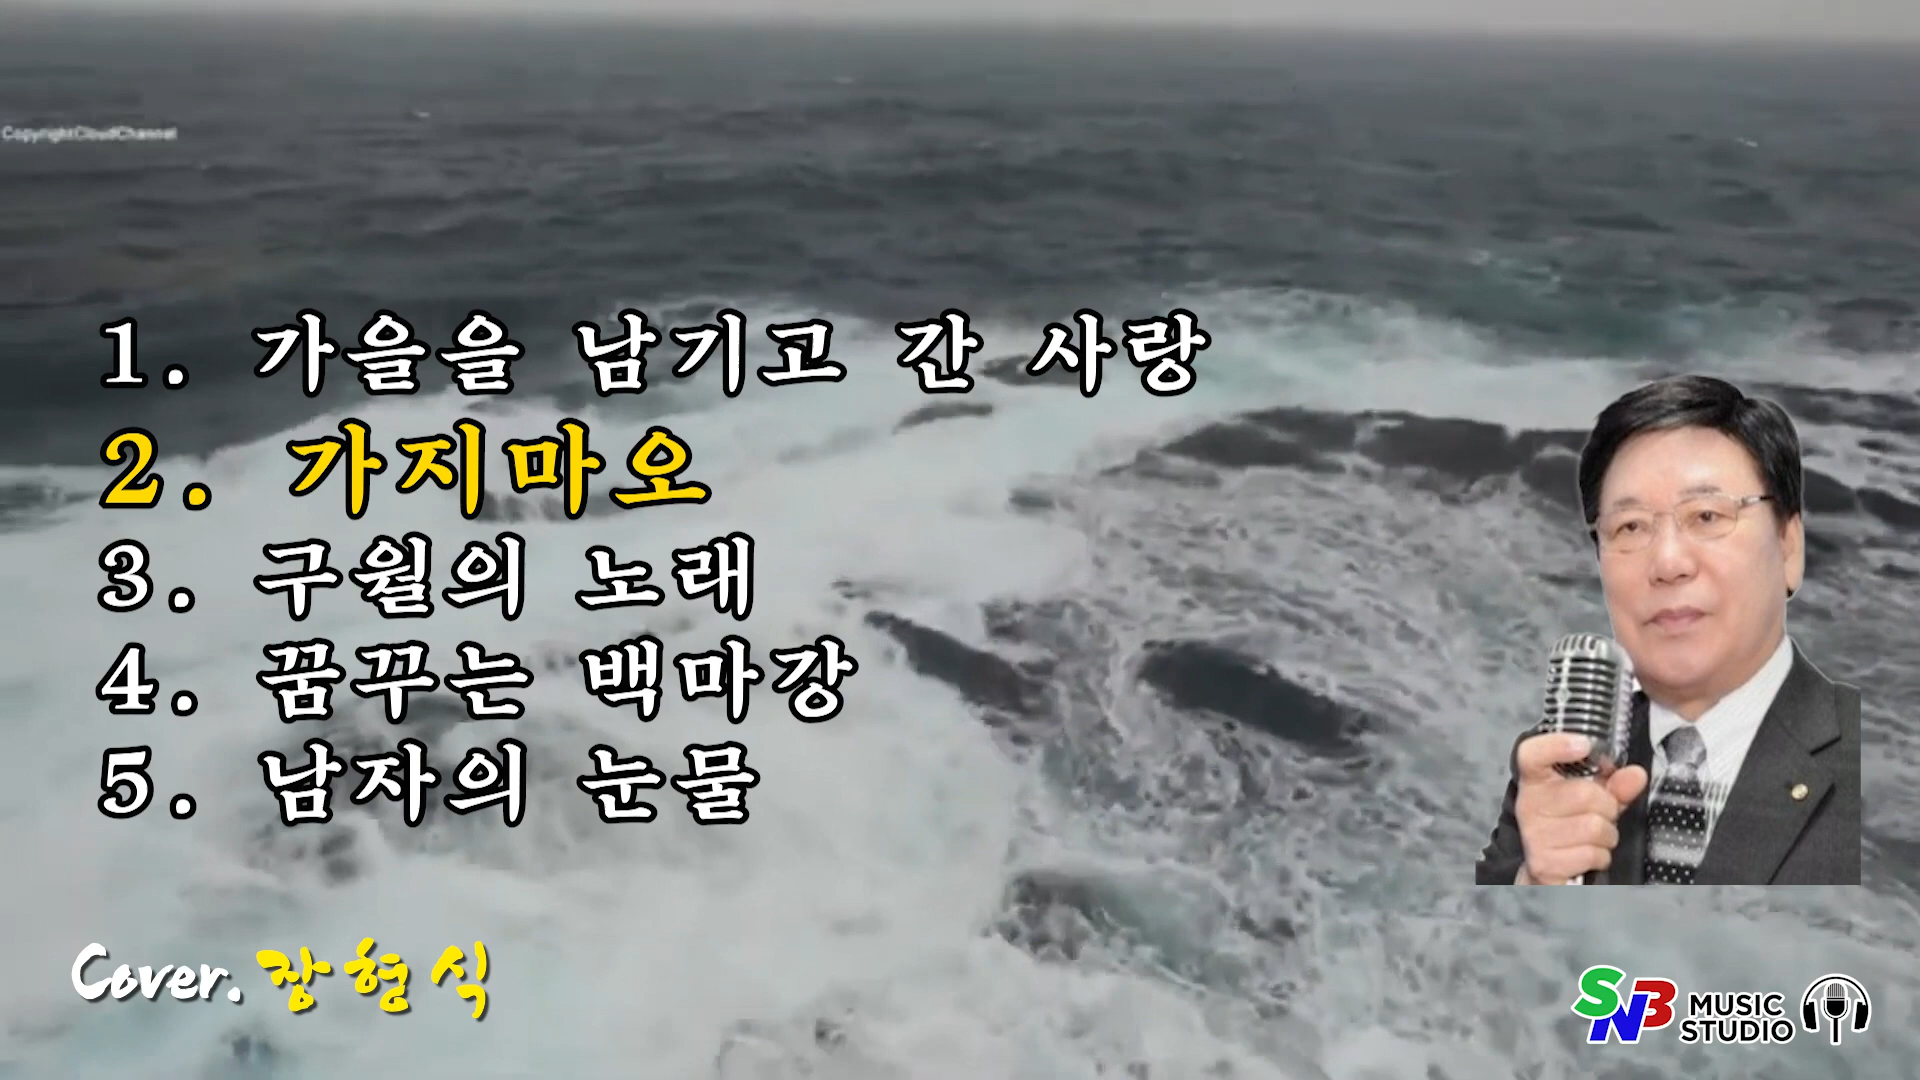 CopyrightCloudChannel
1. 가을을 남기고 간 사랑
2. 가지마오
3. 구월의 노래
4. 꿈꾸는 백마강
5. 남자의 눈물
Cover. 장현식
SNB MUSIC STUDIO